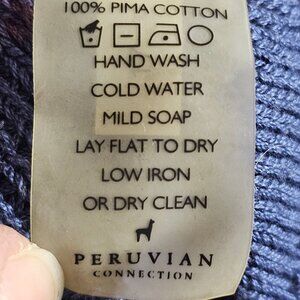 100% PIMA COTTON
HAND WASH
COLD WATER
MILD SOAP
LAY FLAT TO DRY
LOW IRON
OR DRY CLEAN
PERUVIAN
CONNECTION